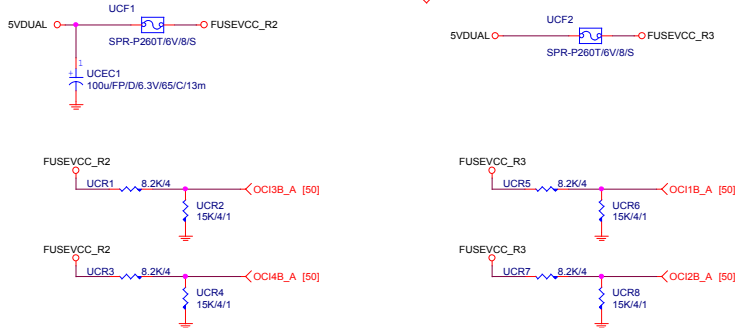 UCF1
5VDUAL
FUSEVCC_R2
SPR-P260T/6V/8/S
1
+
UCEC1
100u/FP/D/6.3V/65/C/13m
UCF2
5VDUAL
FUSEVCC_R3
SPR-P260T/6V/8/S
FUSEVCC_R2
UCR1 8.2K/4
OCI3B_A [50]
UCR2
15K/4/1
FUSEVCC_R2
UCR3 8.2K/4
OCI4B_A [50]
UCR4
15K/4/1
FUSEVCC_R3
UCR5 8.2K/4
OCI1B_A [50]
UCR6
15K/4/1
FUSEVCC_R3
UCR7 8.2K/4
OCI2B_A [50]
UCR8
15K/4/1